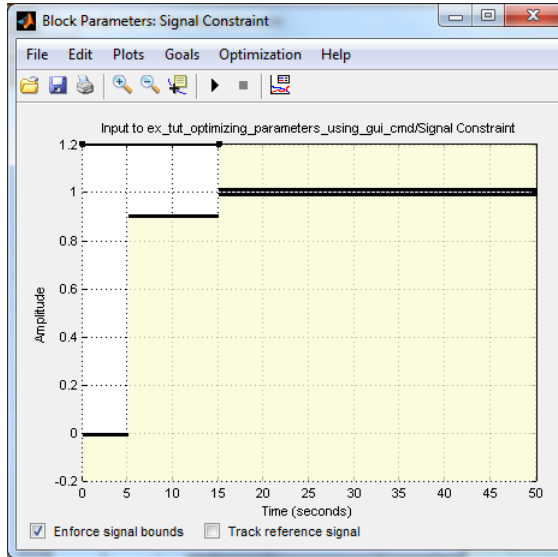 Block Parameters: Signal Constraint
File Edit Plots Goals Optimization Help
Input to ex_tut_optimizing_parameters_using_gui_cmd/Signal Constraint
1.2
1
0.8
0.6
0.4
0.2
0
-0.2
Amplitude
0 5 10 15 20 25 30 35 40 45 50
Time (seconds)
Enforce signal bounds Track reference signal